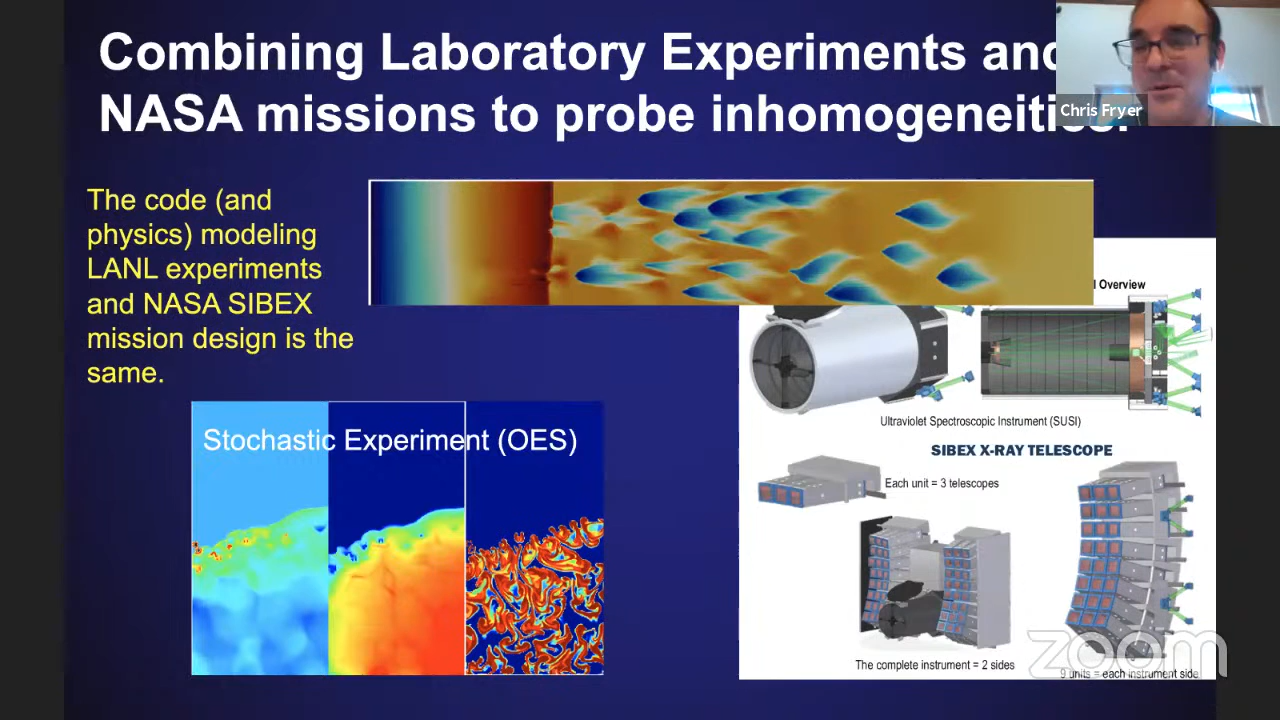 Combining Laboratory Experiments and
NASA missions to probe inhomogeneities.
Chris Fryer
The code (and
physics) modeling
LANL experiments
and NASA SIBEX
mission design is the
same.
Overview
Ultraviolet Spectroscopic Instrument (SUSI)
Stochastic Experiment (OES)
SIBEX X-RAY TELESCOPE
Each unit = 3 telescopes
The complete instrument = 2 sides
9 units = each instrument side
zoom